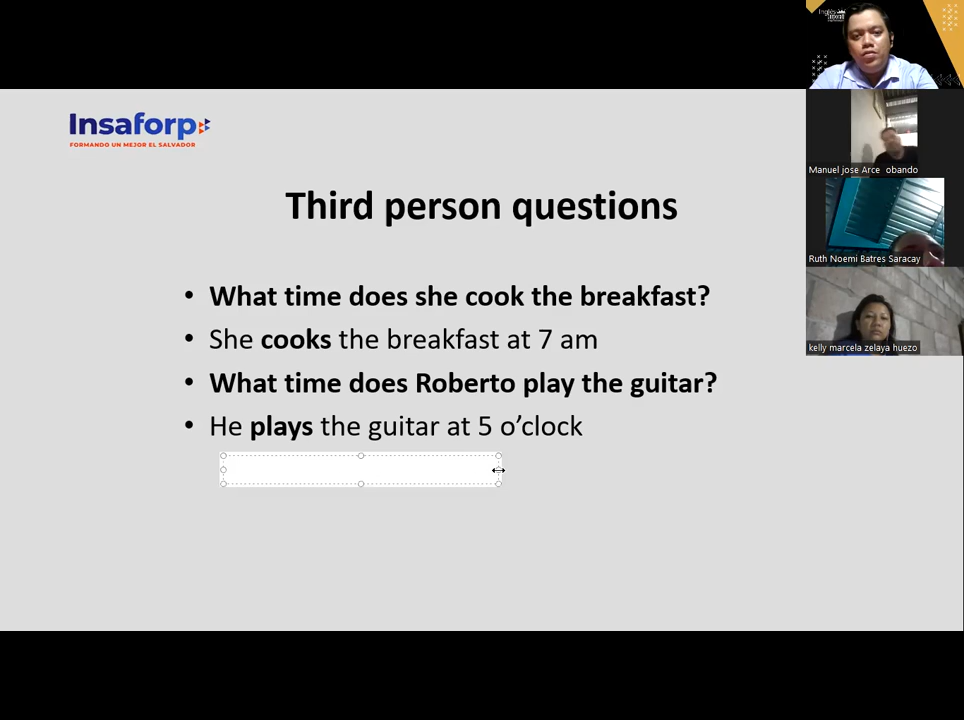 Inglés
Insaforp
FORMANDO UN MEJOR EL SALVADOR
Third person questions
• What time does she cook the breakfast?
• She cooks the breakfast at 7 am
• What time does Roberto play the guitar?
• He plays the guitar at 5 o’clock
Manuel jose Arce obando
Ruth Noemi Batres Saracay
kelly marcela zelaya huezo